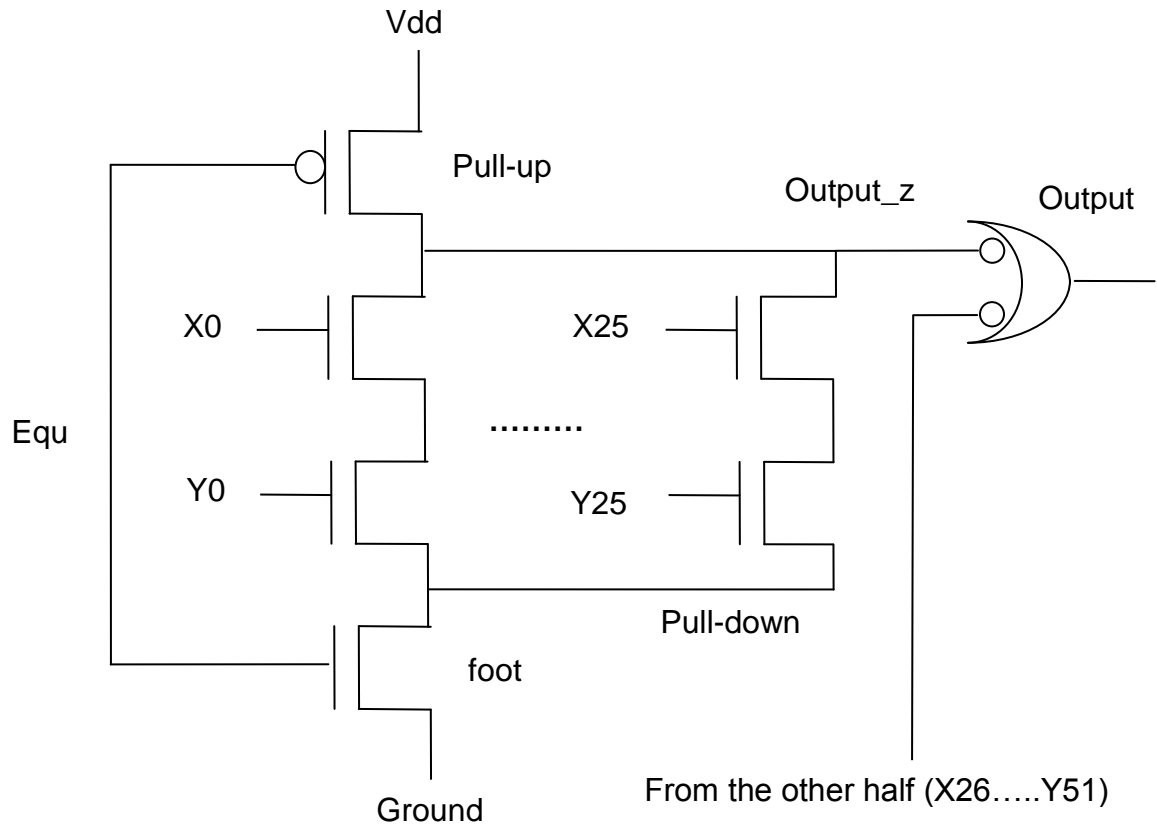 Vdd
Pull-up
Output_z
Output
X0
X25
Equ
.........
Y0
Y25
Pull-down
foot
Ground
From the other half (X26…..Y51)